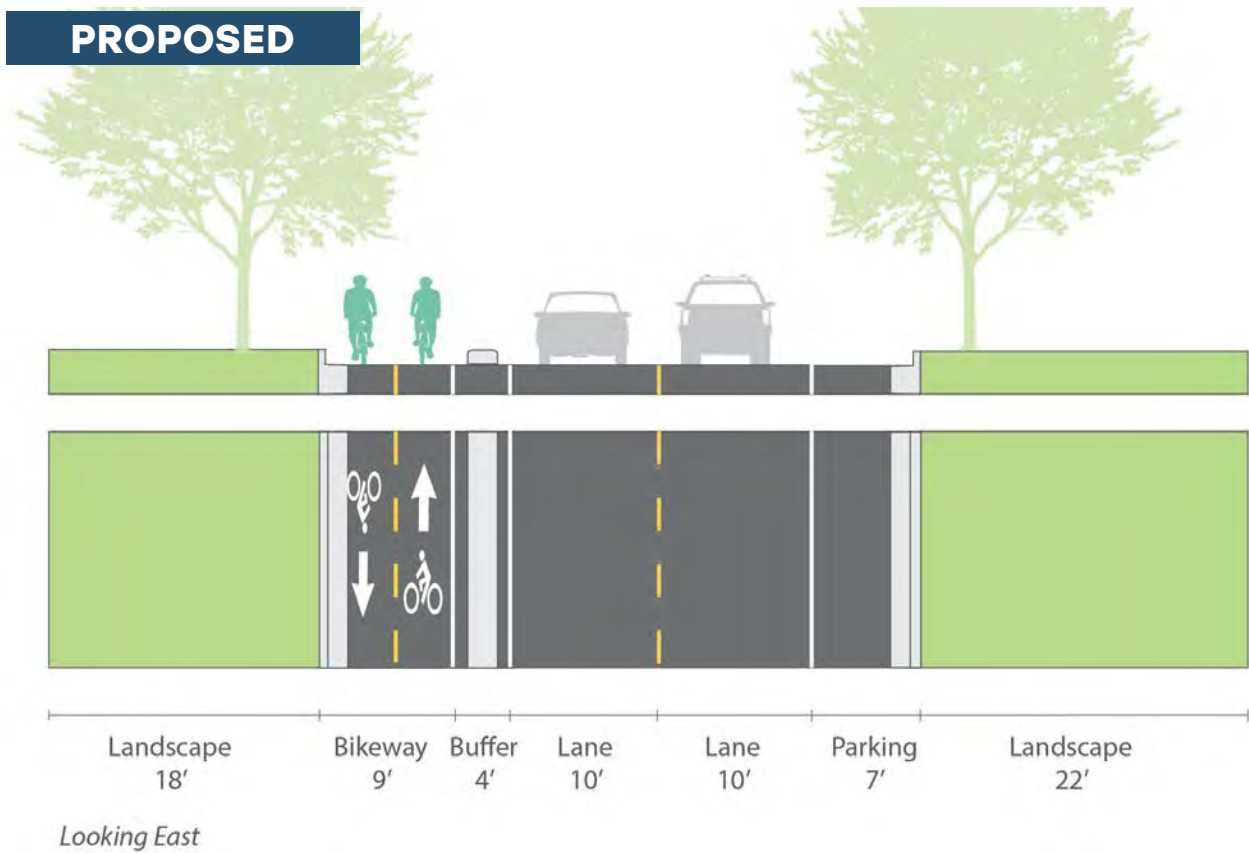 PROPOSED
Landscape
18’
Bikeway
9’
Buffer
4’
Lane
10’
Lane
10’
Parking
7’
Landscape
22’
Looking East